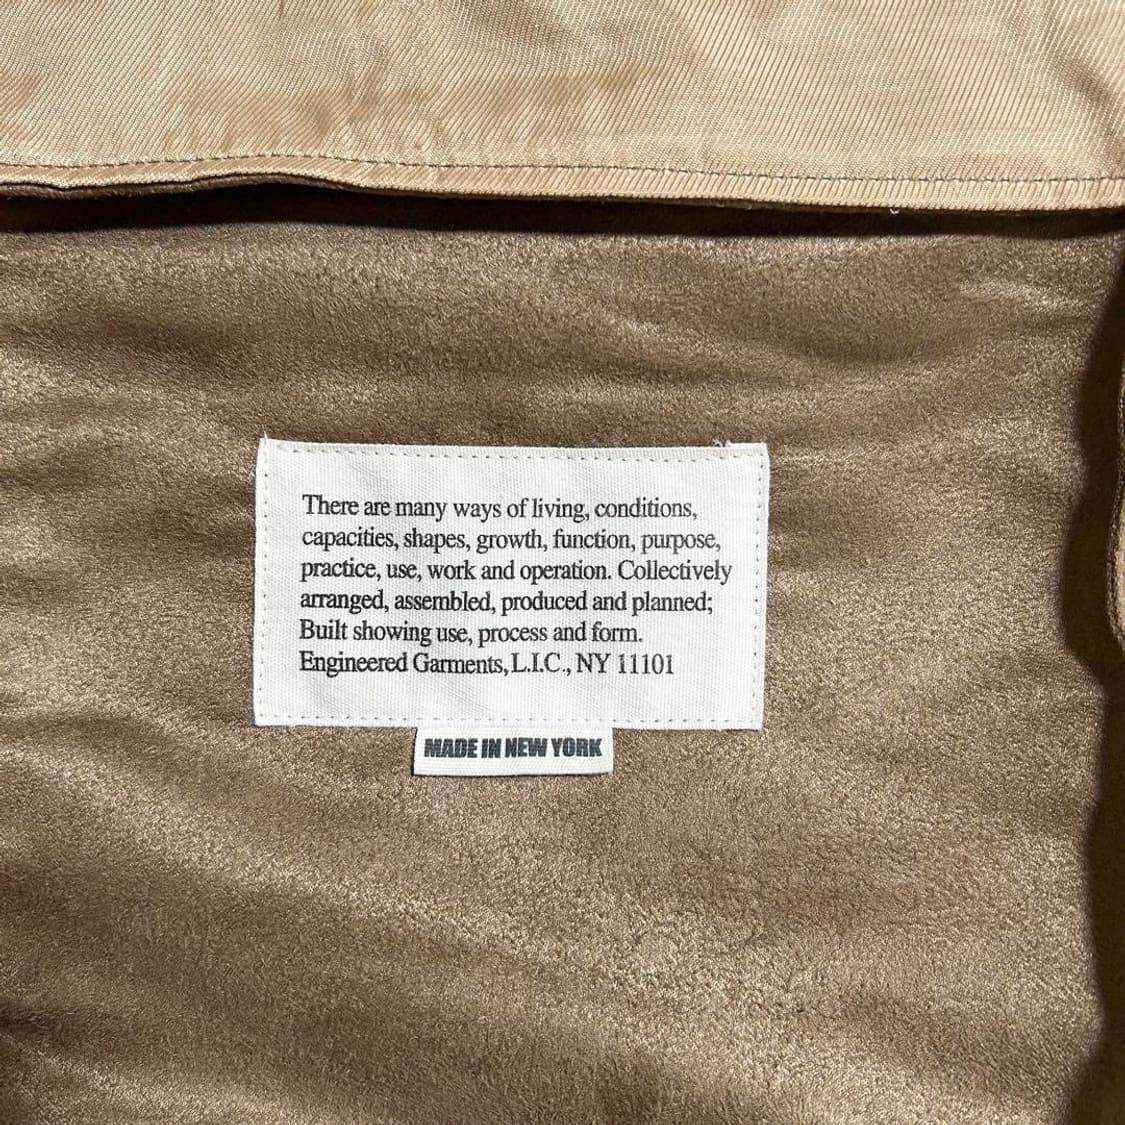 There are many ways of living, conditions,
capacities, shapes, growth, function, purpose,
practice, use, work and operation. Collectively
arranged, assembled, produced and planned;
Built showing use, process and form.
Engineered Garments, L.I.C., NY 11101
MADE IN NEW YORK